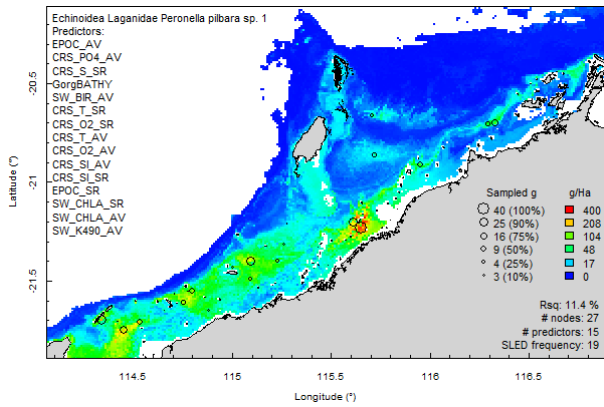 Echinoidea Laganidae Peronella pilbara sp. 1
Predictors:
EPOC_AV
CRS_PO4_AV
CRS_S_SR
GorgBATHY
SW_BIR_AV
CRS_T_SR
CRS_O2_SR
CRS_T_AV
CRS_O2_AV
CRS_SI_AV
CRS_SI_SR
EPOC_SR
SW_CHLA_SR
SW_CHLA_AV
SW_K490_AV
Latitude (°)
-20.5
-21
-21.5
Sampled g
40 (100%)
25 (90%)
16 (75%)
9 (50%)
4 (25%)
3 (10%)
g/Ha
400
208
104
48
17
0
Rsq: 11.4 %
# nodes: 27
# predictors: 15
SLED frequency: 19
114.5
115
115.5
116
116.5
Longitude (°)